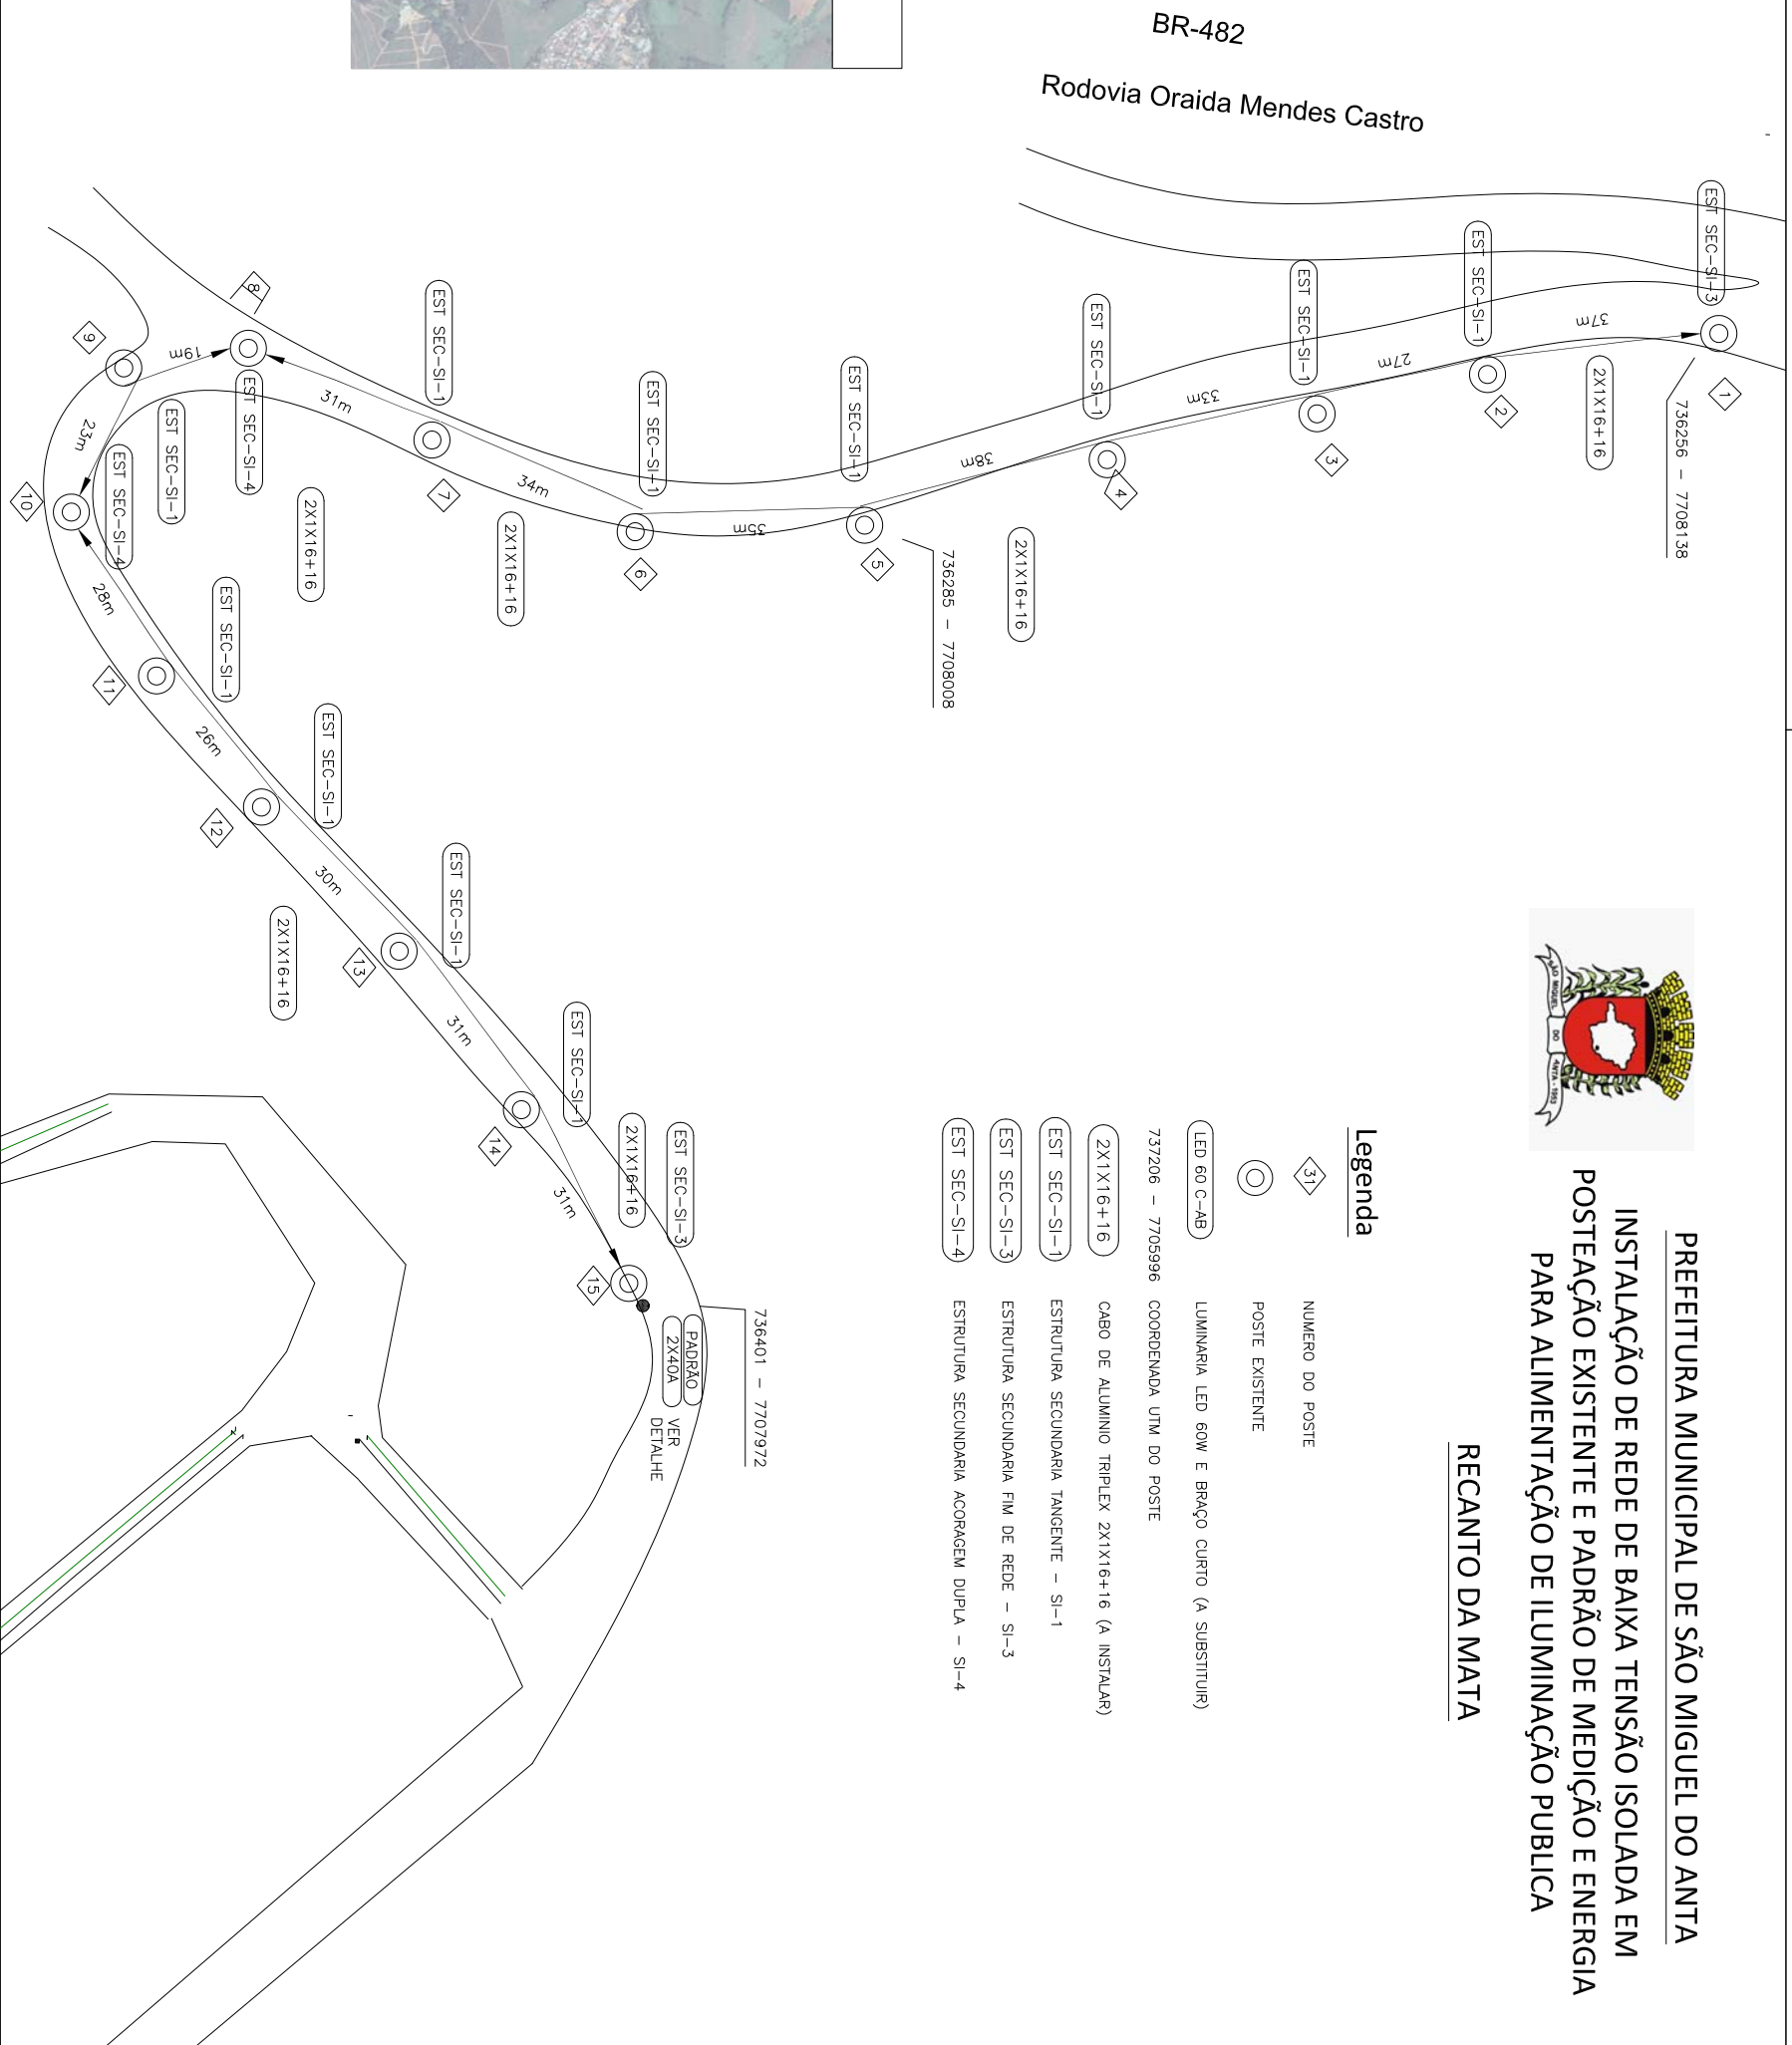 BR-482
Rodovia Oraida Mendes Castro
PREFEITURA MUNICIPAL DE SÃO MIGUEL DO ANTA
INSTALAÇÃO DE REDE DE BAIXA TENSÃO ISOLADA EM
POSTEAÇÃO EXISTENTE E PADRÃO DE MEDIÇÃO E ENERGIA
PARA ALIMENTAÇÃO DE ILUMINAÇÃO PUBLICA
RECANTO DA MATA
SÃO MIGUEL DO ANTA - 1953
Legenda
31 NUMERO DO POSTE
POSTE EXISTENTE
LED 60 C-AB LUMINARIA LED 60W E BRAÇO CURTO (A SUBSTITUIR)
737206 - 7705996 COORDENADA UTM DO POSTE
2X1X16+16 CABO DE ALUMINIO TRIPLEX 2X1X16+16 (A INSTALAR)
EST SEC-SI-1 ESTRUTURA SECUNDARIA TANGENTE - SI-1
EST SEC-SI-3 ESTRUTURA SECUNDARIA FIM DE REDE - SI-3
EST SEC-SI-4 ESTRUTURA SECUNDARIA ACORAGEM DUPLA - SI-4
EST SEC-SI-3
1
736256 - 7708138
37m
2X1X16+16
EST SEC-SI-1
2
27m
EST SEC-SI-1
3
33m
EST SEC-SI-1
4
38m
2X1X16+16
EST SEC-SI-1
5
736285 - 7708008
35m
EST SEC-SI-1
6
34m
2X1X16+16
EST SEC-SI-1
7
31m
2X1X16+16
8
EST SEC-SI-4
19m
9
EST SEC-SI-1
23m
10
EST SEC-SI-4
28m
11
EST SEC-SI-1
26m
12
EST SEC-SI-1
30m
2X1X16+16
13
EST SEC-SI-1
31m
14
EST SEC-SI-1
31m
2X1X16+16
EST SEC-SI-3
15
736401 - 7707972
PADRÃO
2X40A
VER
DETALHE